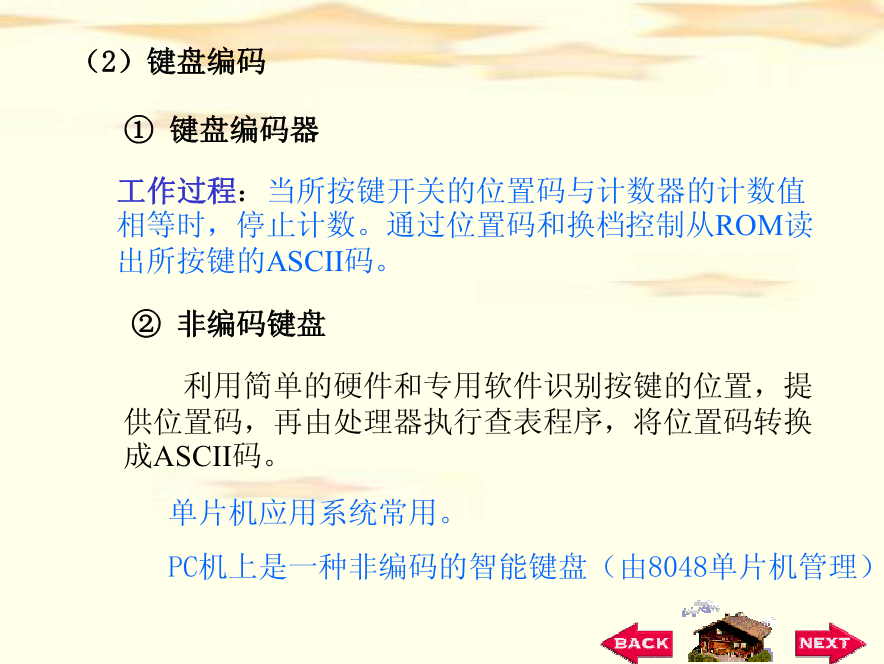 （2）键盘编码
① 键盘编码器
工作过程：当所按键开关的位置码与计数器的计数值
相等时，停止计数。通过位置码和换档控制从ROM读
出所按键的ASCII码。
② 非编码键盘
利用简单的硬件和专用软件识别按键的位置，提
供位置码，再由处理器执行查表程序，将位置码转换
成ASCII码。
单片机应用系统常用。
PC机上是一种非编码的智能键盘（由8048单片机管理）
BACK NEXT